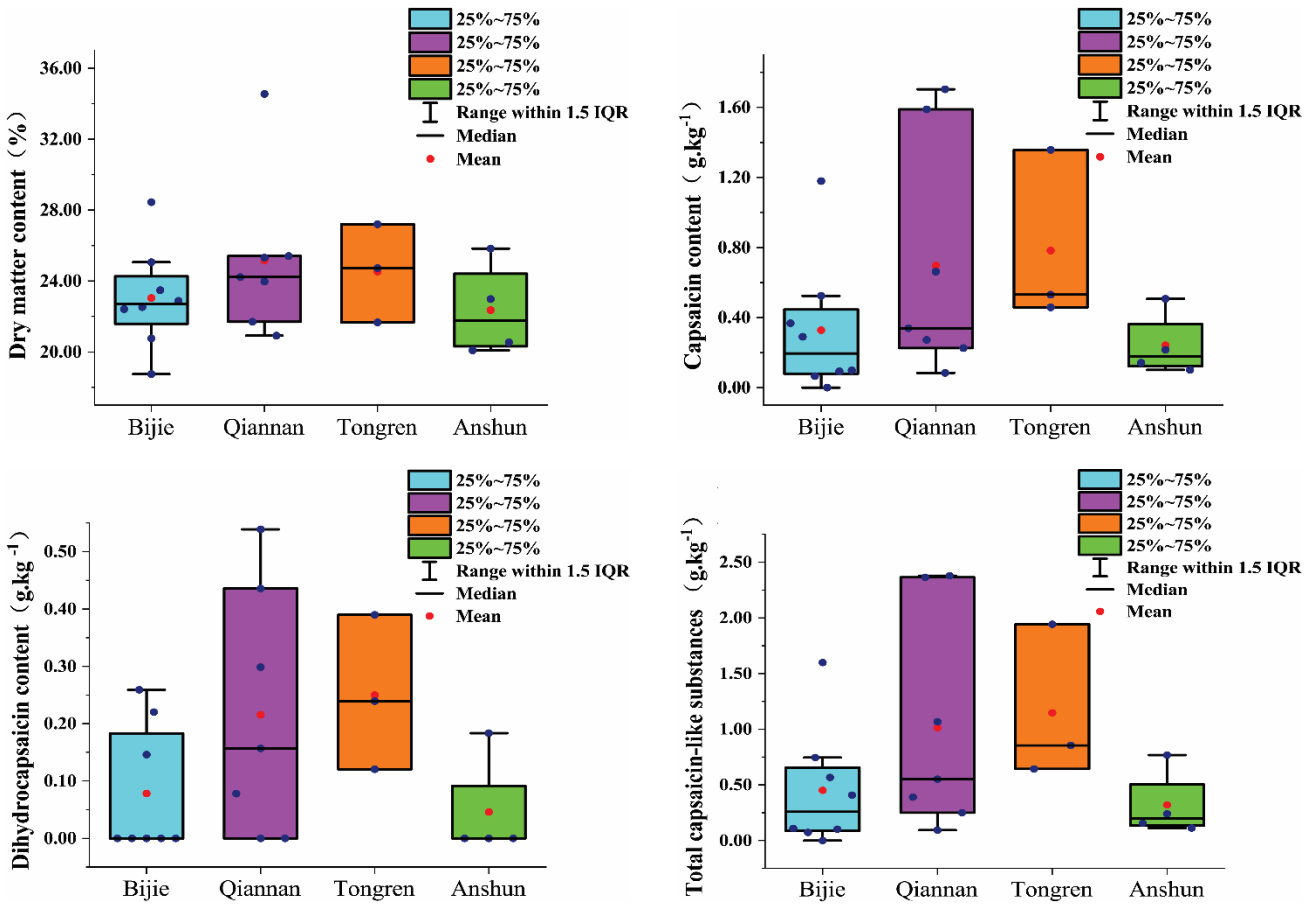 25%~75%
25%~75%
25%~75%
25%~75%
Range within 1.5 IQR
Median
Mean
Dry matter content（%）
36.00
32.00
28.00
24.00
20.00
Bijie Qiannan Tongren Anshun
25%~75%
25%~75%
25%~75%
25%~75%
Range within 1.5 IQR
Median
Mean
Capsaicin content（g.kg⁻¹）
1.60
1.20
0.80
0.40
0.00
Bijie Qiannan Tongren Anshun
25%~75%
25%~75%
25%~75%
25%~75%
Range within 1.5 IQR
Median
Mean
Dihydrocapsaicin content（g.kg⁻¹）
0.50
0.40
0.30
0.20
0.10
0.00
Bijie Qiannan Tongren Anshun
25%~75%
25%~75%
25%~75%
25%~75%
Range within 1.5 IQR
Median
Mean
Total capsaicin-like substances（g.kg⁻¹）
2.50
2.00
1.50
1.00
0.50
0.00
Bijie Qiannan Tongren Anshun